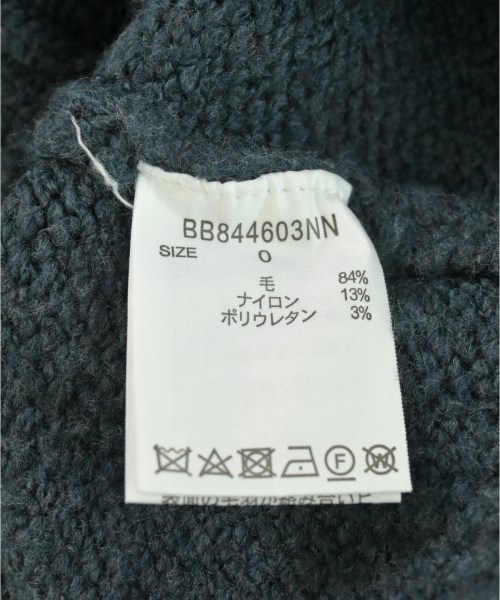 BB844603NN
SIZE 0
毛 84%
ナイロン 13%
ポリウレタン 3%
F W